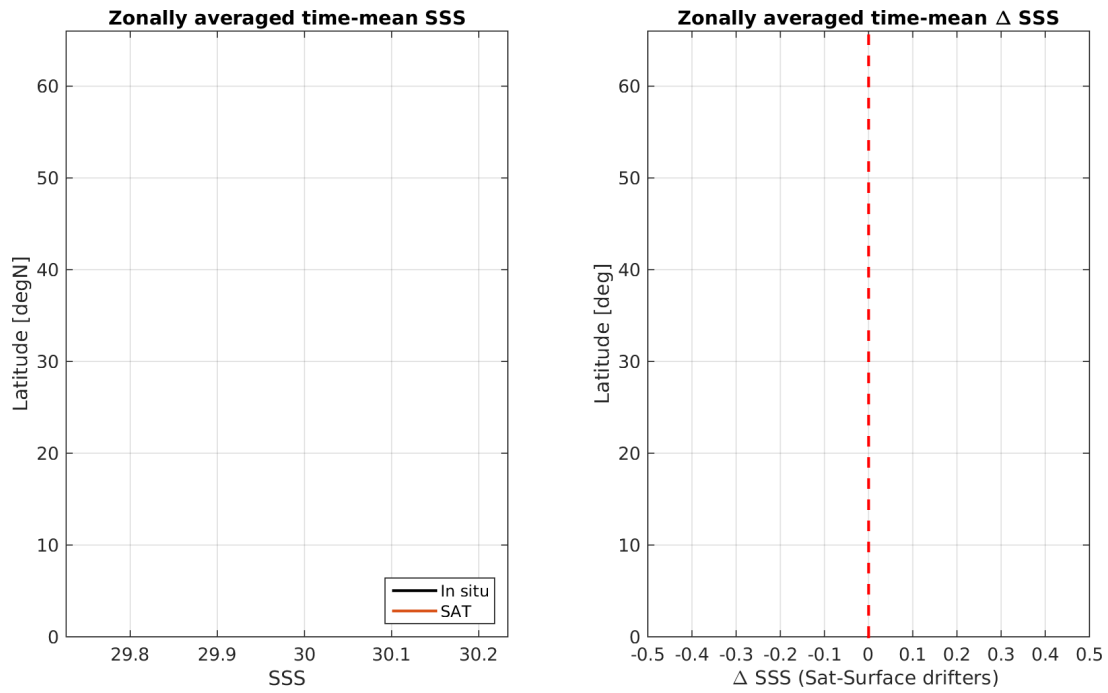 Zonally averaged time-mean SSS
60
50
40
30
20
10
0
Latitude [degN]
29.8 29.9 30 30.1 30.2
SSS
In situ
SAT
Zonally averaged time-mean Δ SSS
60
50
40
30
20
10
0
Latitude [deg]
-0.5 -0.4 -0.3 -0.2 -0.1 0 0.1 0.2 0.3 0.4 0.5
Δ SSS (Sat-Surface drifters)